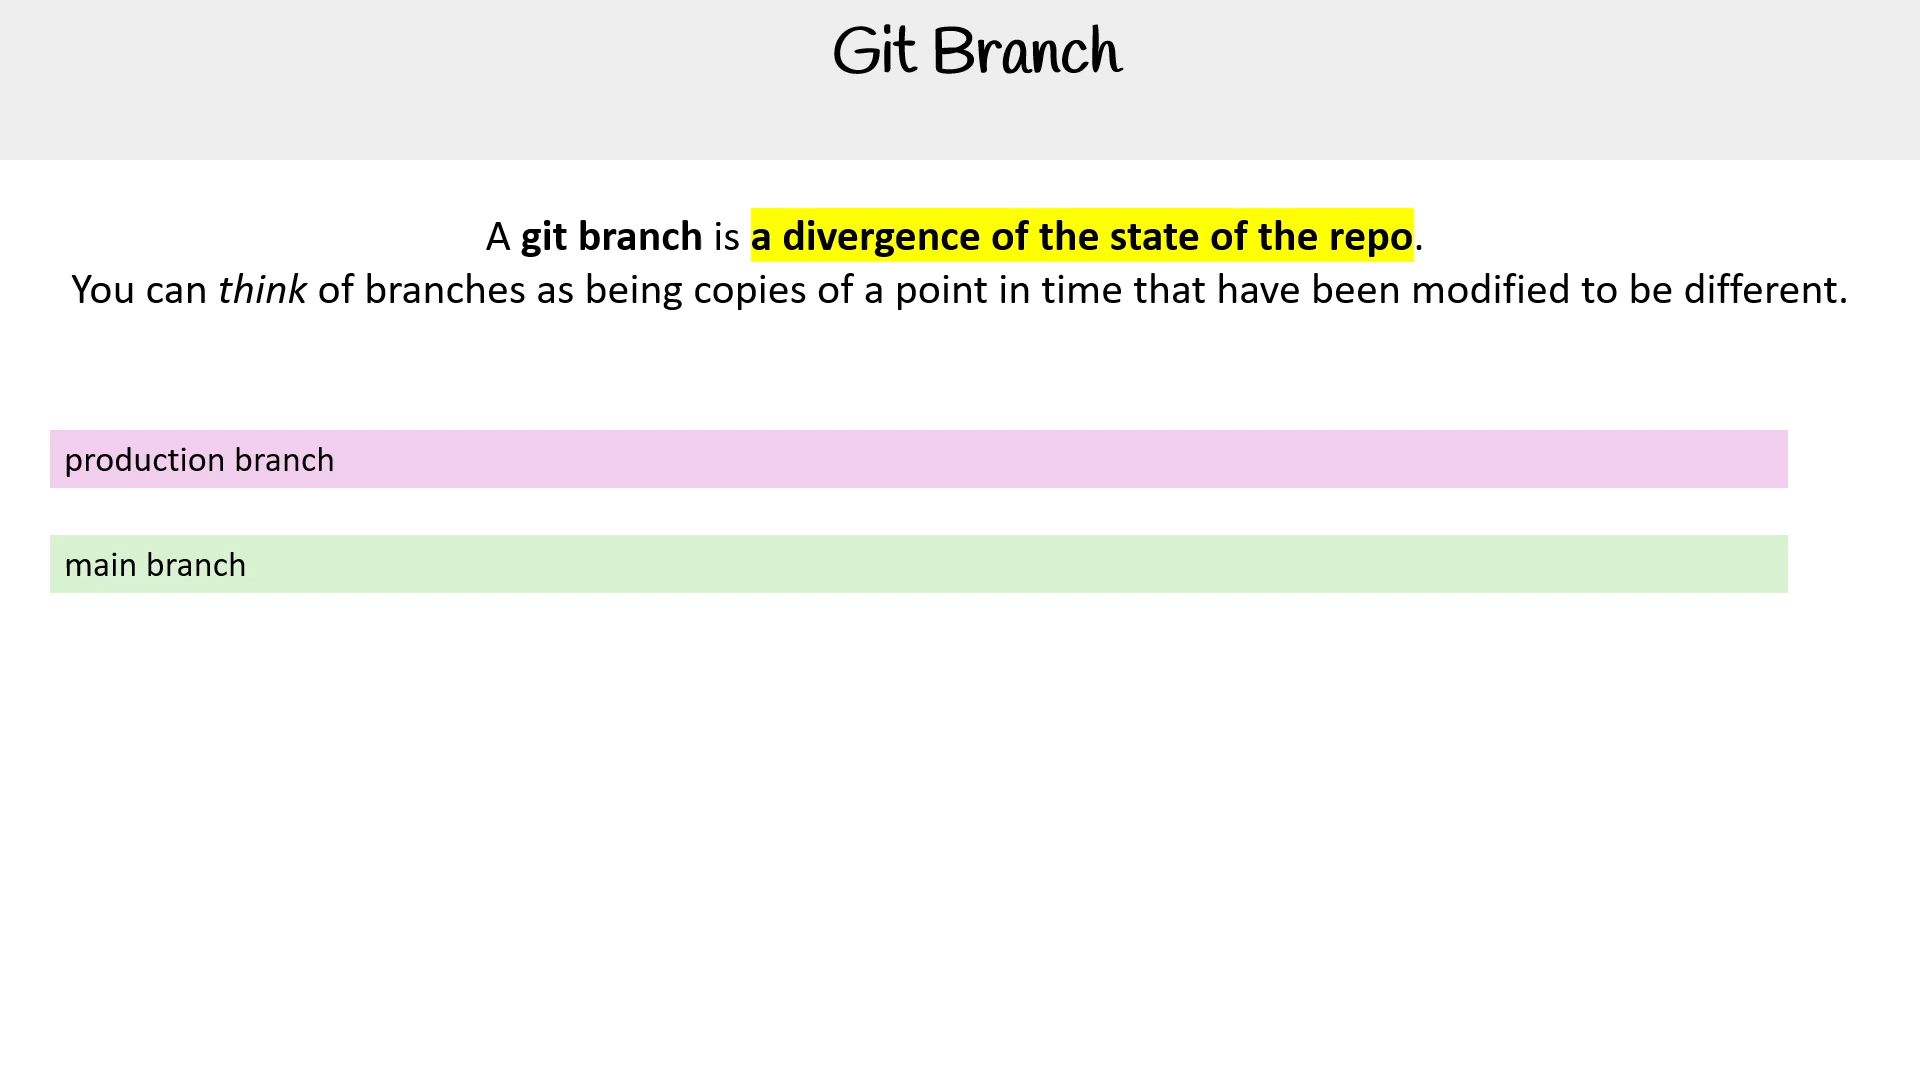 Git Branch
A git branch is a divergence of the state of the repo.
You can think of branches as being copies of a point in time that have been modified to be different.
production branch
main branch